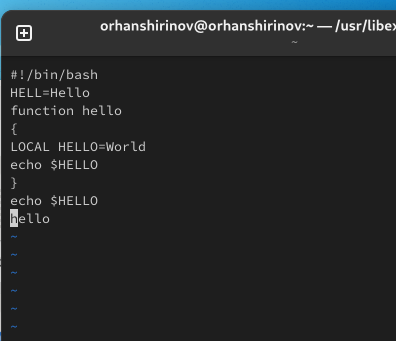 orhanshirinov@orhanshirinov:~ — /usr/libex
~
#!/bin/bash
HELL=Hello
function hello
{
LOCAL HELLO=World
echo $HELLO
}
echo $HELLO
hello
~
~
~
~
~
~